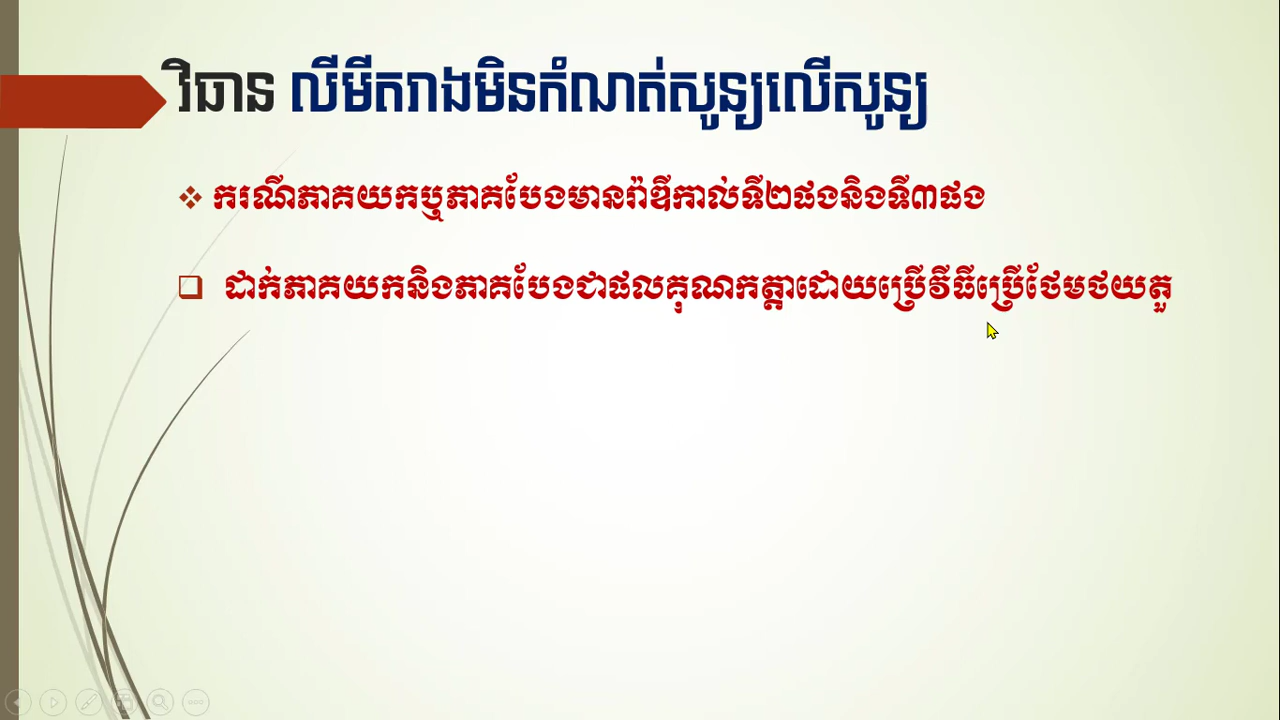 វិធាន លីមីតរាងមិនកំណត់សូន្យលើសូន្យ
ករណីភាគយកឬភាគបែងមានរ៉ាឌីកាល់ទី២ផងនិងទី៣ផង
ដាក់ភាគយកនិងភាគបែងជាផលគុណកត្តាដោយប្រើវីធីប្រើថែមថយតួ